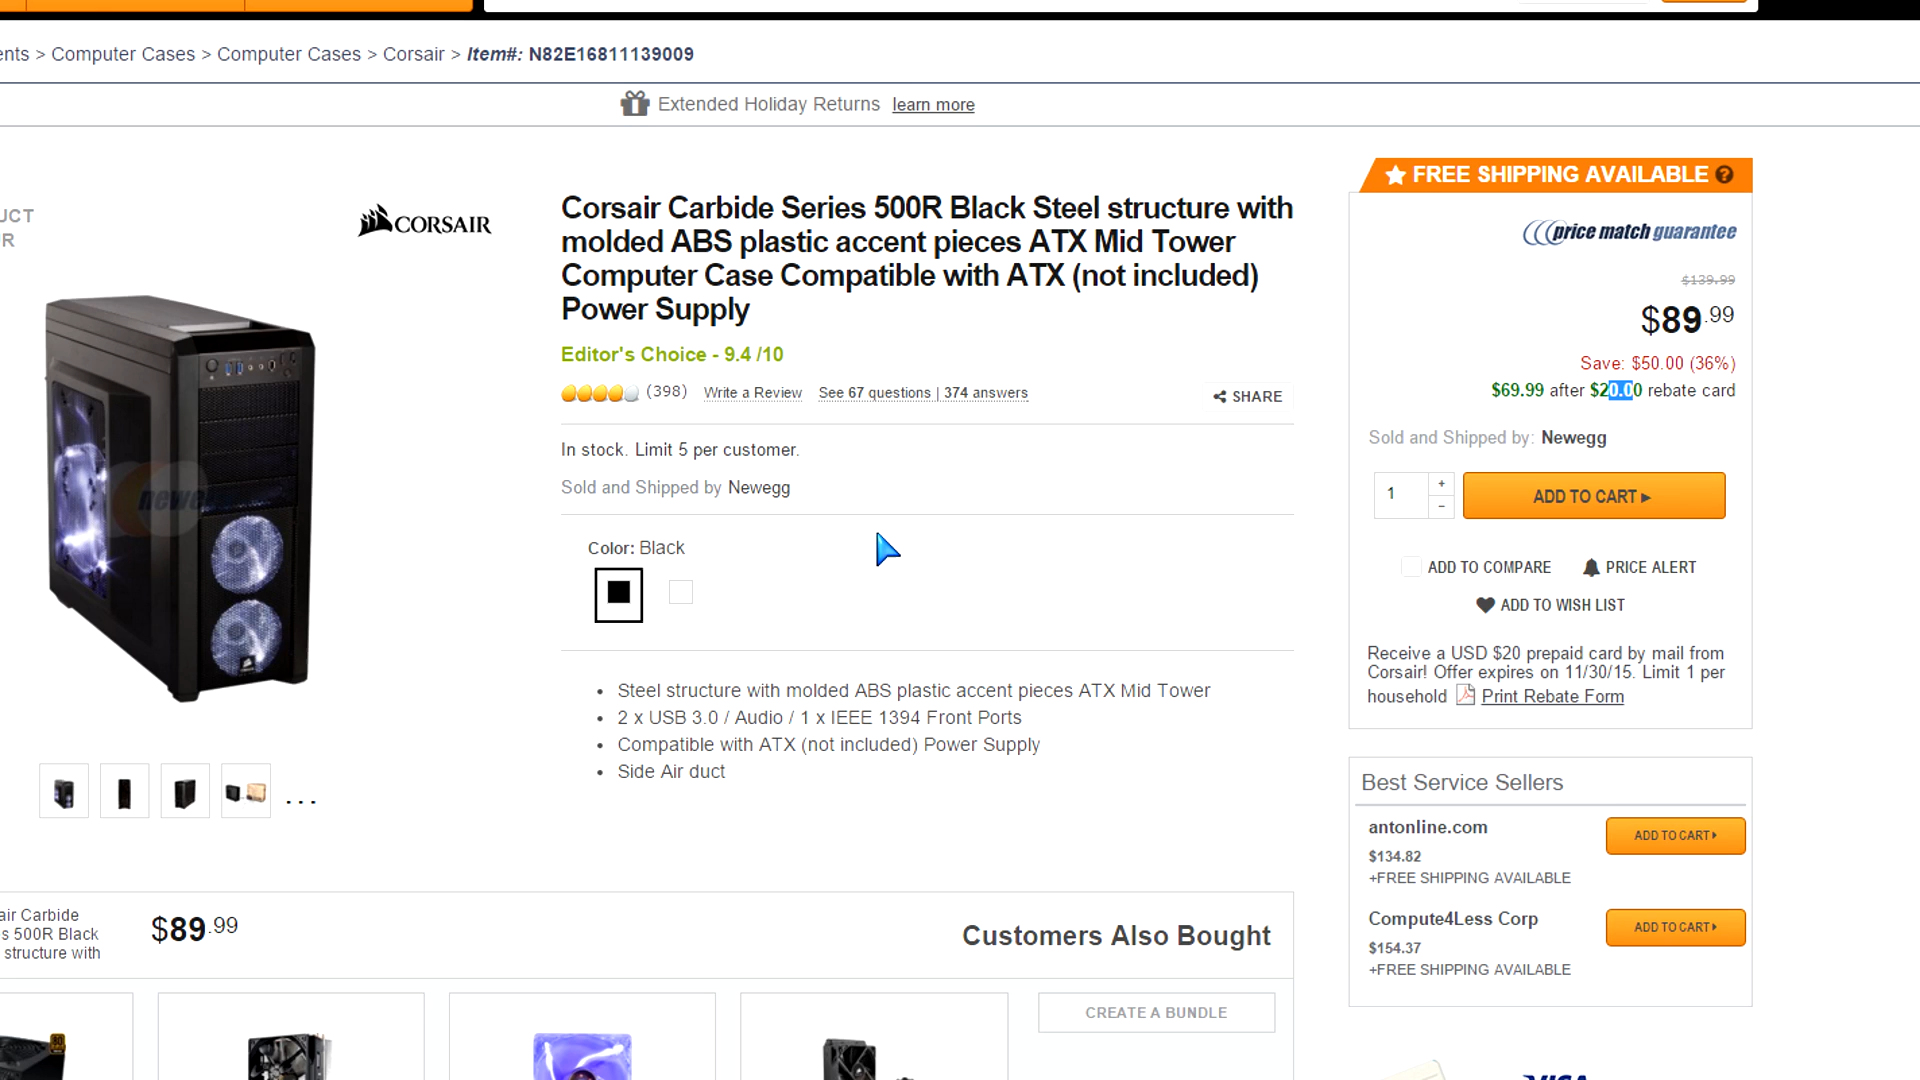 ents > Computer Cases > Computer Cases > Corsair > Item#: N82E16811139009
Extended Holiday Returns learn more
UCT
R
CORSAIR
newe
Corsair Carbide Series 500R Black Steel structure with
molded ABS plastic accent pieces ATX Mid Tower
Computer Case Compatible with ATX (not included)
Power Supply
Editor's Choice - 9.4 /10
(398) Write a Review See 67 questions | 374 answers
SHARE
In stock. Limit 5 per customer.
Sold and Shipped by Newegg
Color: Black
• Steel structure with molded ABS plastic accent pieces ATX Mid Tower
• 2 x USB 3.0 / Audio / 1 x IEEE 1394 Front Ports
• Compatible with ATX (not included) Power Supply
• Side Air duct
...
FREE SHIPPING AVAILABLE ?
price match guarantee
$139.99
$89.99
Save: $50.00 (36%)
$69.99 after $20.00 rebate card
Sold and Shipped by: Newegg
1 + −
ADD TO CART ▸
ADD TO COMPARE
PRICE ALERT
ADD TO WISH LIST
Receive a USD $20 prepaid card by mail from
Corsair! Offer expires on 11/30/15. Limit 1 per
household Print Rebate Form
Best Service Sellers
antonline.com
$134.82
+FREE SHIPPING AVAILABLE
ADD TO CART ▸
Compute4Less Corp
$154.37
+FREE SHIPPING AVAILABLE
ADD TO CART ▸
air Carbide
s 500R Black
structure with
$89.99
Customers Also Bought
CREATE A BUNDLE
VISA